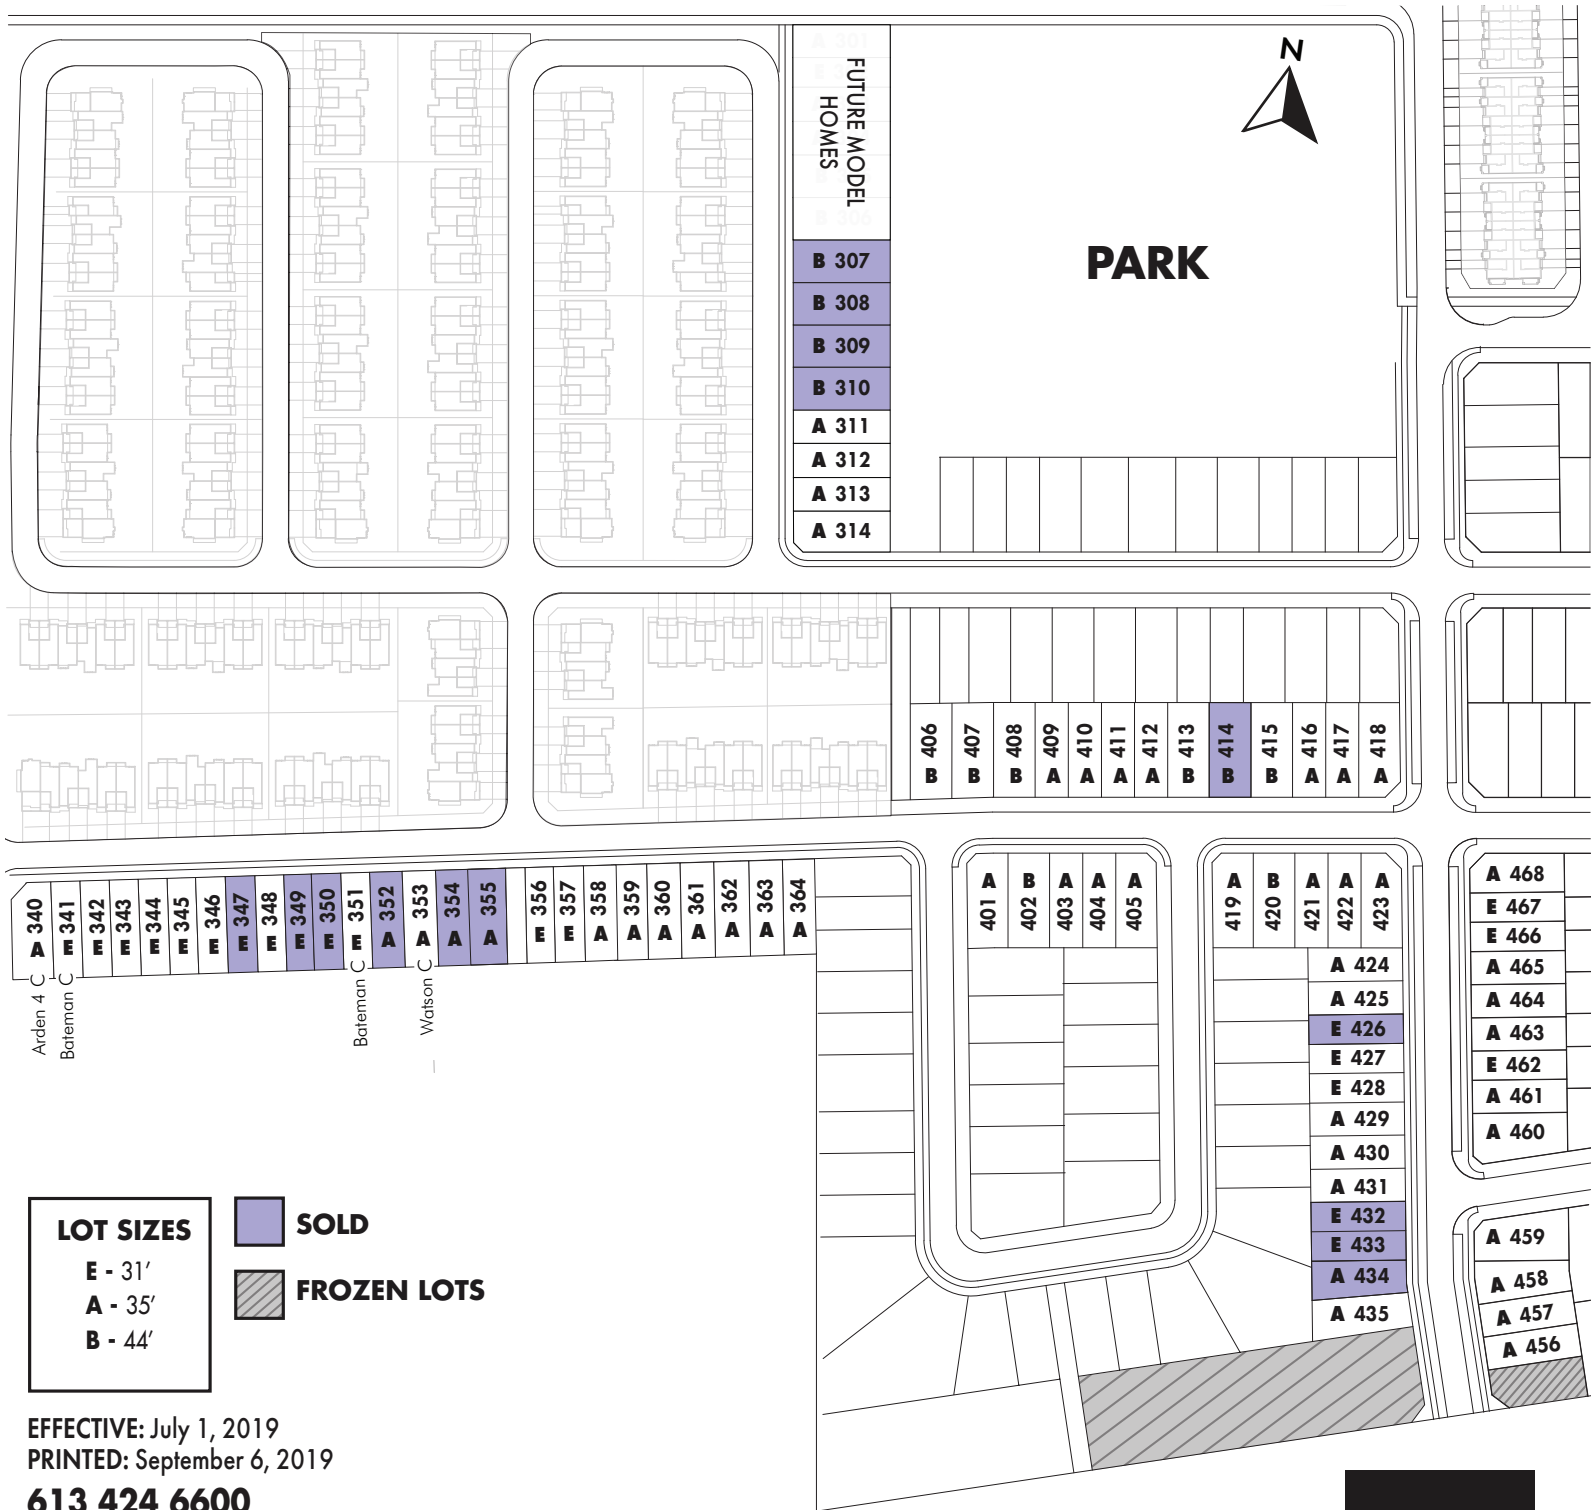 A 301
FUTURE MODEL
HOMES
B 306
N
PARK
B 307
B 308
B 309
B 310
A 311
A 312
A 313
A 314
B 406
B 407
B 408
A 409
A 410
A 411
A 412
B 413
B 414
B 415
A 416
A 417
A 418
A 340
E 341
E 342
E 343
E 344
E 345
E 346
E 347
E 348
E 349
E 350
E 351
A 352
A 353
A 354
A 355
E 356
E 357
A 358
A 359
A 360
A 361
A 362
A 363
A 364
Arden 4 C
Bateman C
Bateman C
Watson C
401 A
402 B
403 A
404 A
405 A
419 A
420 B
421 A
422 A
423 A
A 424
A 425
E 426
E 427
E 428
A 429
A 430
A 431
E 432
E 433
A 434
A 435
A 468
E 467
E 466
A 465
A 464
A 463
E 462
A 461
A 460
A 459
A 458
A 457
A 456
LOT SIZES
E - 31′
A - 35′
B - 44′
SOLD
FROZEN LOTS
EFFECTIVE: July 1, 2019
PRINTED: September 6, 2019
613 424 6600